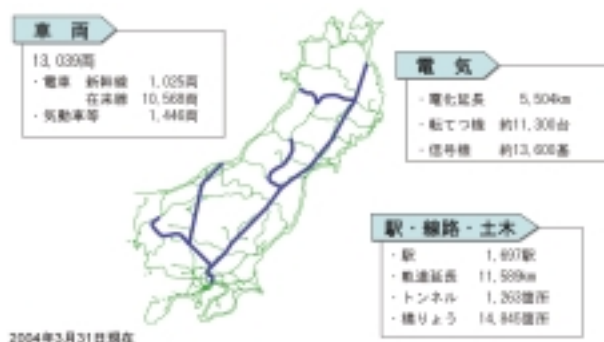 車両
13,039両
・電車 新幹線 1,025両
在来線 10,568両
・気動車等 1,446両
電気
・電化延長 5,504km
・転てつ機 約11,300台
・信号機 約13,600基
駅・線路・土木
・駅 1,697駅
・軌道延長 11,589km
・トンネル 1,263箇所
・橋りょう 14,845箇所
2004年3月31日現在